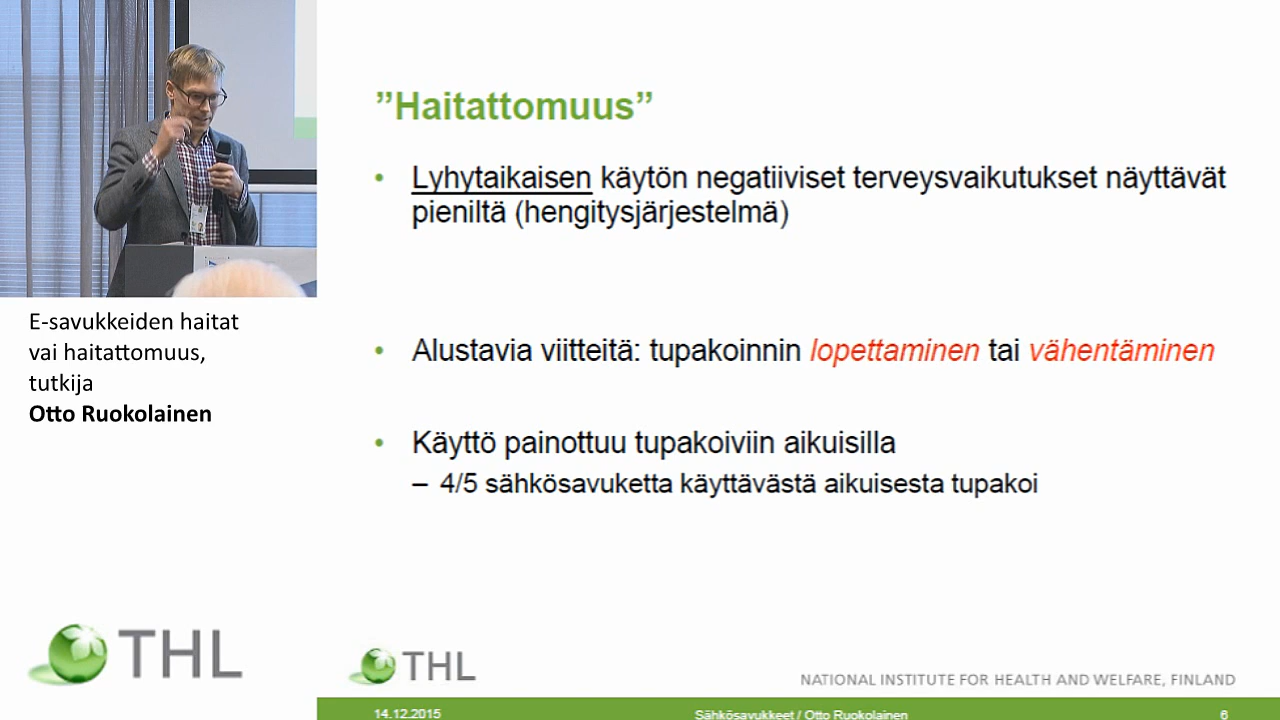 ”Haitattomuus”
• Lyhytaikaisen käytön negatiiviset terveysvaikutukset näyttävät
pieniltä (hengitysjärjestelmä)
• Alustavia viitteitä: tupakoinnin lopettaminen tai vähentäminen
• Käyttö painottuu tupakoiviin aikuisilla
– 4/5 sähkösavuketta käyttävästä aikuisesta tupakoi
E-savukkeiden haitat
vai haitattomuus,
tutkija
Otto Ruokolainen
THL
THL
NATIONAL INSTITUTE FOR HEALTH AND WELFARE, FINLAND
14.12.2015
Sähkösavukkeet / Otto Ruokolainen
6